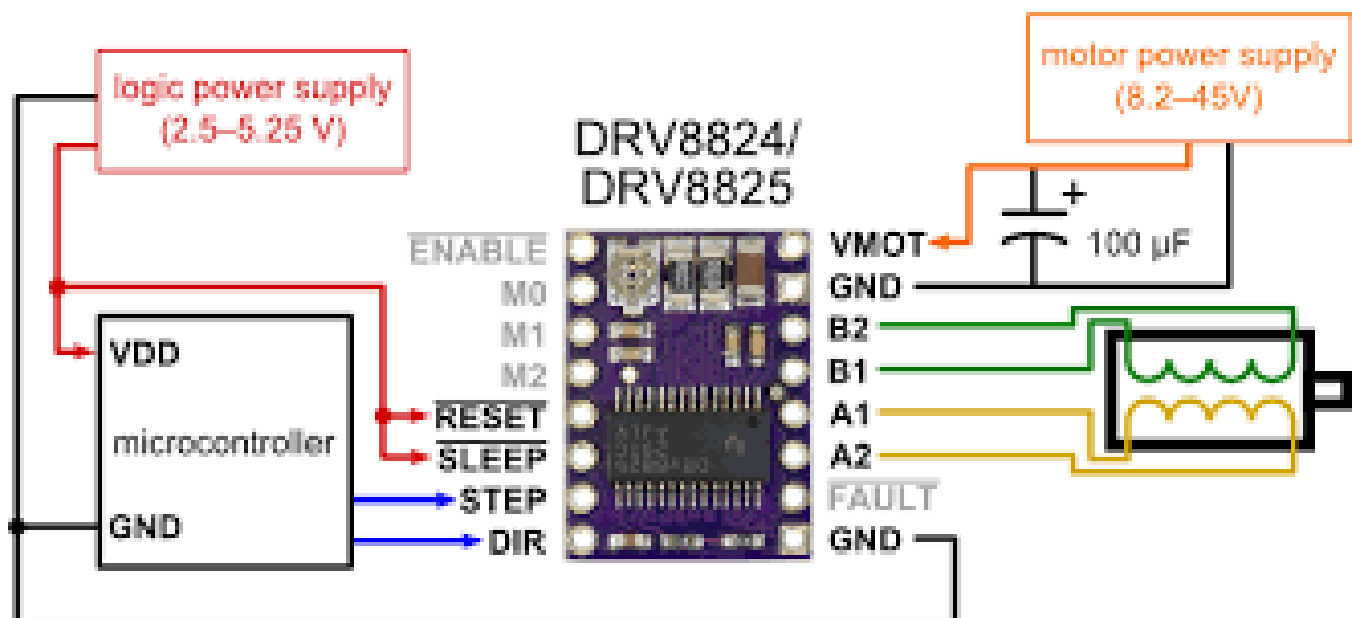 logic power supply
(2.5–5.25 V)
motor power supply
(8.2–45V)
DRV8824/
DRV8825
ENABLE
M0
M1
M2
RESET
SLEEP
STEP
DIR
VMOT
GND
B2
B1
A1
A2
FAULT
GND
+
100 µF
VDD
microcontroller
GND